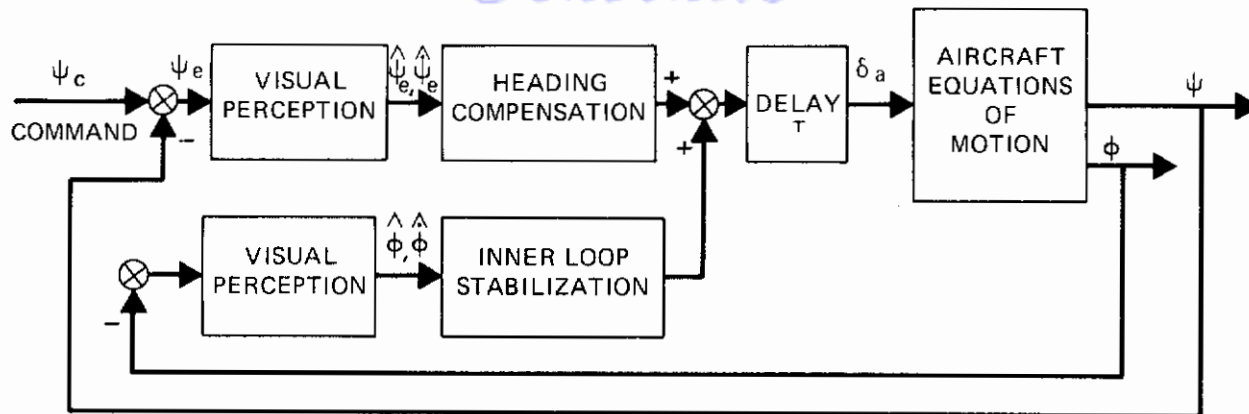 ψc
COMMAND
ψe
−
VISUAL
PERCEPTION
ψ̂e, ψ̇̂e
HEADING
COMPENSATION
+
+
DELAY
τ
δa
AIRCRAFT
EQUATIONS
OF
MOTION
ψ
ϕ
−
VISUAL
PERCEPTION
ϕ̂, ϕ̇̂
INNER LOOP
STABILIZATION